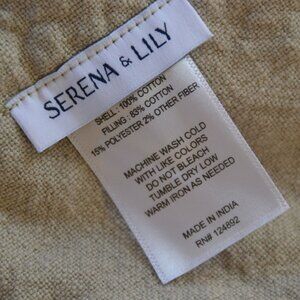 SERENA & LILY
SHELL: 100% COTTON
FILLING: 83% COTTON
15% POLYESTER 2% OTHER FIBER
MACHINE WASH COLD
WITH LIKE COLORS
DO NOT BLEACH
TUMBLE DRY LOW
WARM IRON AS NEEDED
MADE IN INDIA
RN# 124892